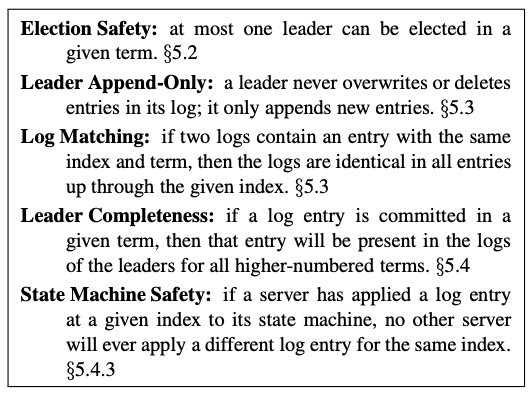 Election Safety: at most one leader can be elected in a
given term. §5.2
Leader Append-Only: a leader never overwrites or deletes
entries in its log; it only appends new entries. §5.3
Log Matching: if two logs contain an entry with the same
index and term, then the logs are identical in all entries
up through the given index. §5.3
Leader Completeness: if a log entry is committed in a
given term, then that entry will be present in the logs
of the leaders for all higher-numbered terms. §5.4
State Machine Safety: if a server has applied a log entry
at a given index to its state machine, no other server
will ever apply a different log entry for the same index.
§5.4.3